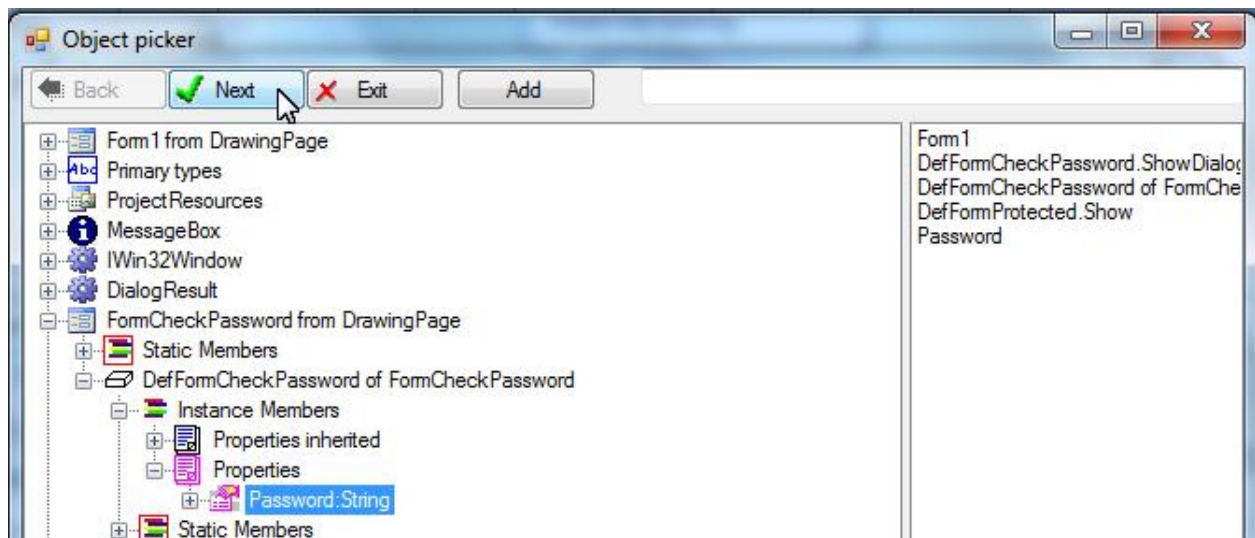 Object picker
Back Next Exit Add
Form1 from DrawingPage
Abc Primary types
ProjectResources
MessageBox
IWin32Window
DialogResult
FormCheckPassword from DrawingPage
Static Members
DefFormCheckPassword of FormCheckPassword
Instance Members
Properties inherited
Properties
Password:String
Static Members
Form1
DefFormCheckPassword.ShowDialog
DefFormCheckPassword of FormChe
DefFormProtected.Show
Password